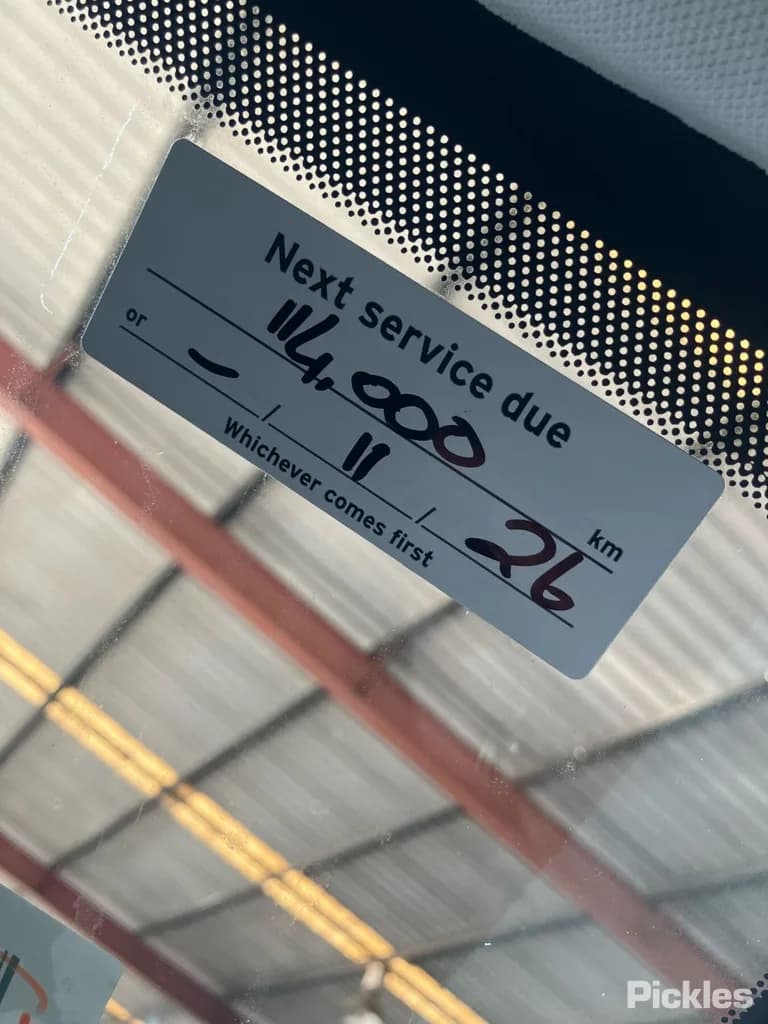 Next service due
114,000 km
or - / 11 / 26
Whichever comes first
Pickles